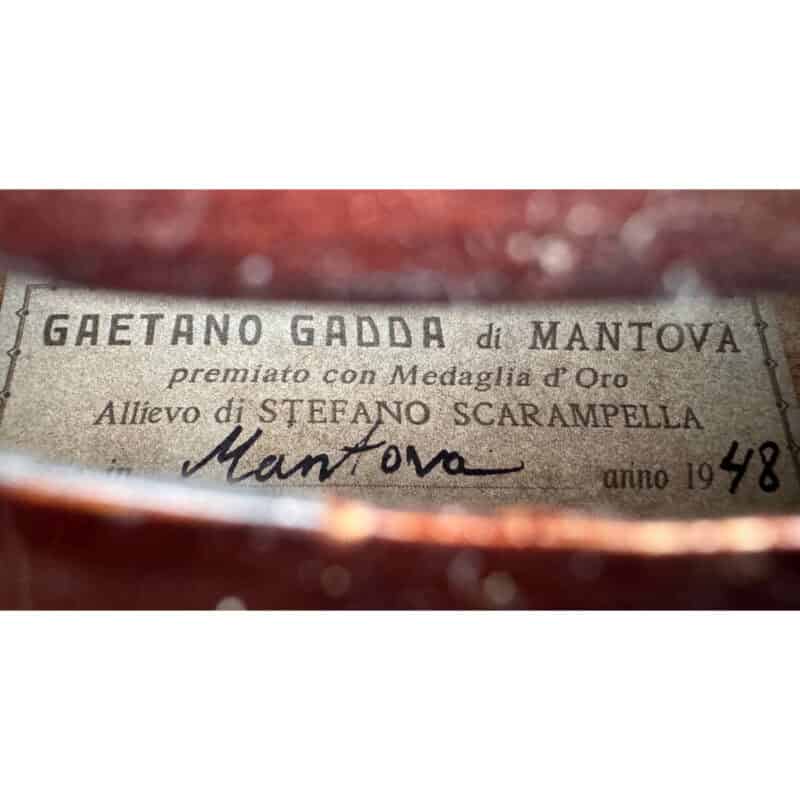 GAETANO GADDA di MANTOVA
premiato con Medaglia d'Oro
Allievo di STEFANO SCARAMPELLA
in Mantova anno 1948